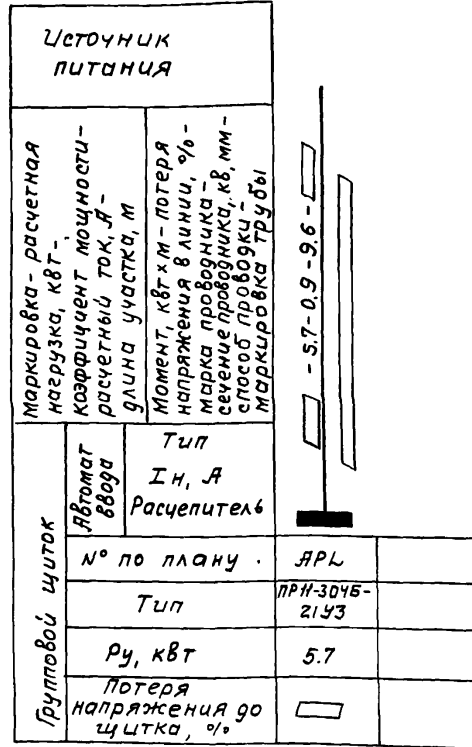 Источник
питания
Маркировка-расчетная
нагрузка, квт-
коэффициент мощности-
расчетный ток, А-
длина участка, м
Момент, квт×м-потеря
напряжения в линии, %-
марка проводника-
сечение проводника, кв, мм-
способ проводки-
маркировка трубы
- 5.7-0,9-9,6-
Групповой щиток
Автомат
ввода
Тип
Iн, А
Расцепитель
N° по плану .
APL
Тип
ПР11-3046-
21У3
Ру, квт
5.7
Потеря
напряжения до
щитка, %